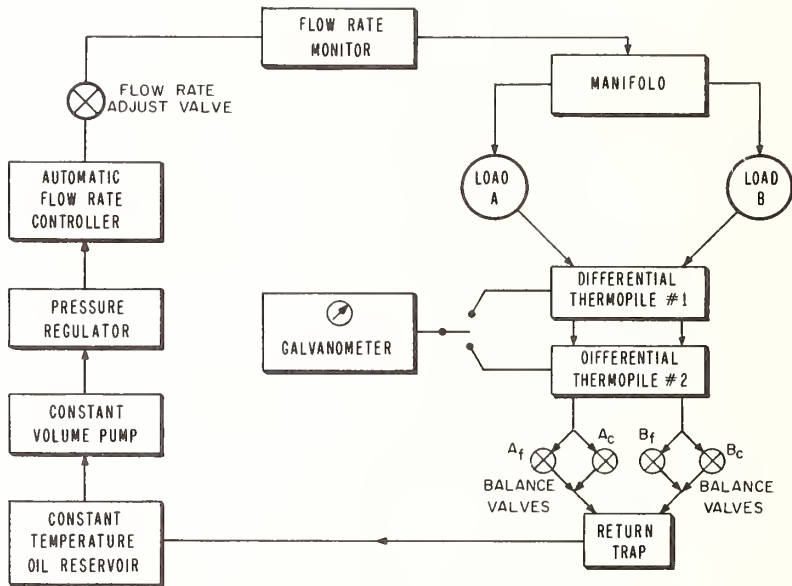 FLOW RATE
MONITOR
FLOW RATE
ADJUST VALVE
MANIFOLO
AUTOMATIC
FLOW RATE
CONTROLLER
LOAO
A
LOAD
B
PRESSURE
REGULATOR
GALVANOMETER
DIFFERENTIAL
THERMOPILE #1
DIFFERENTIAL
THERMOPILE #2
CONSTANT
VOLUME PUMP
Af
Ac
Bf
Bc
BALANCE
VALVES
BALANCE
VALVES
CONSTANT
TEMPERATURE
OIL RESERVOIR
RETURN
TRAP